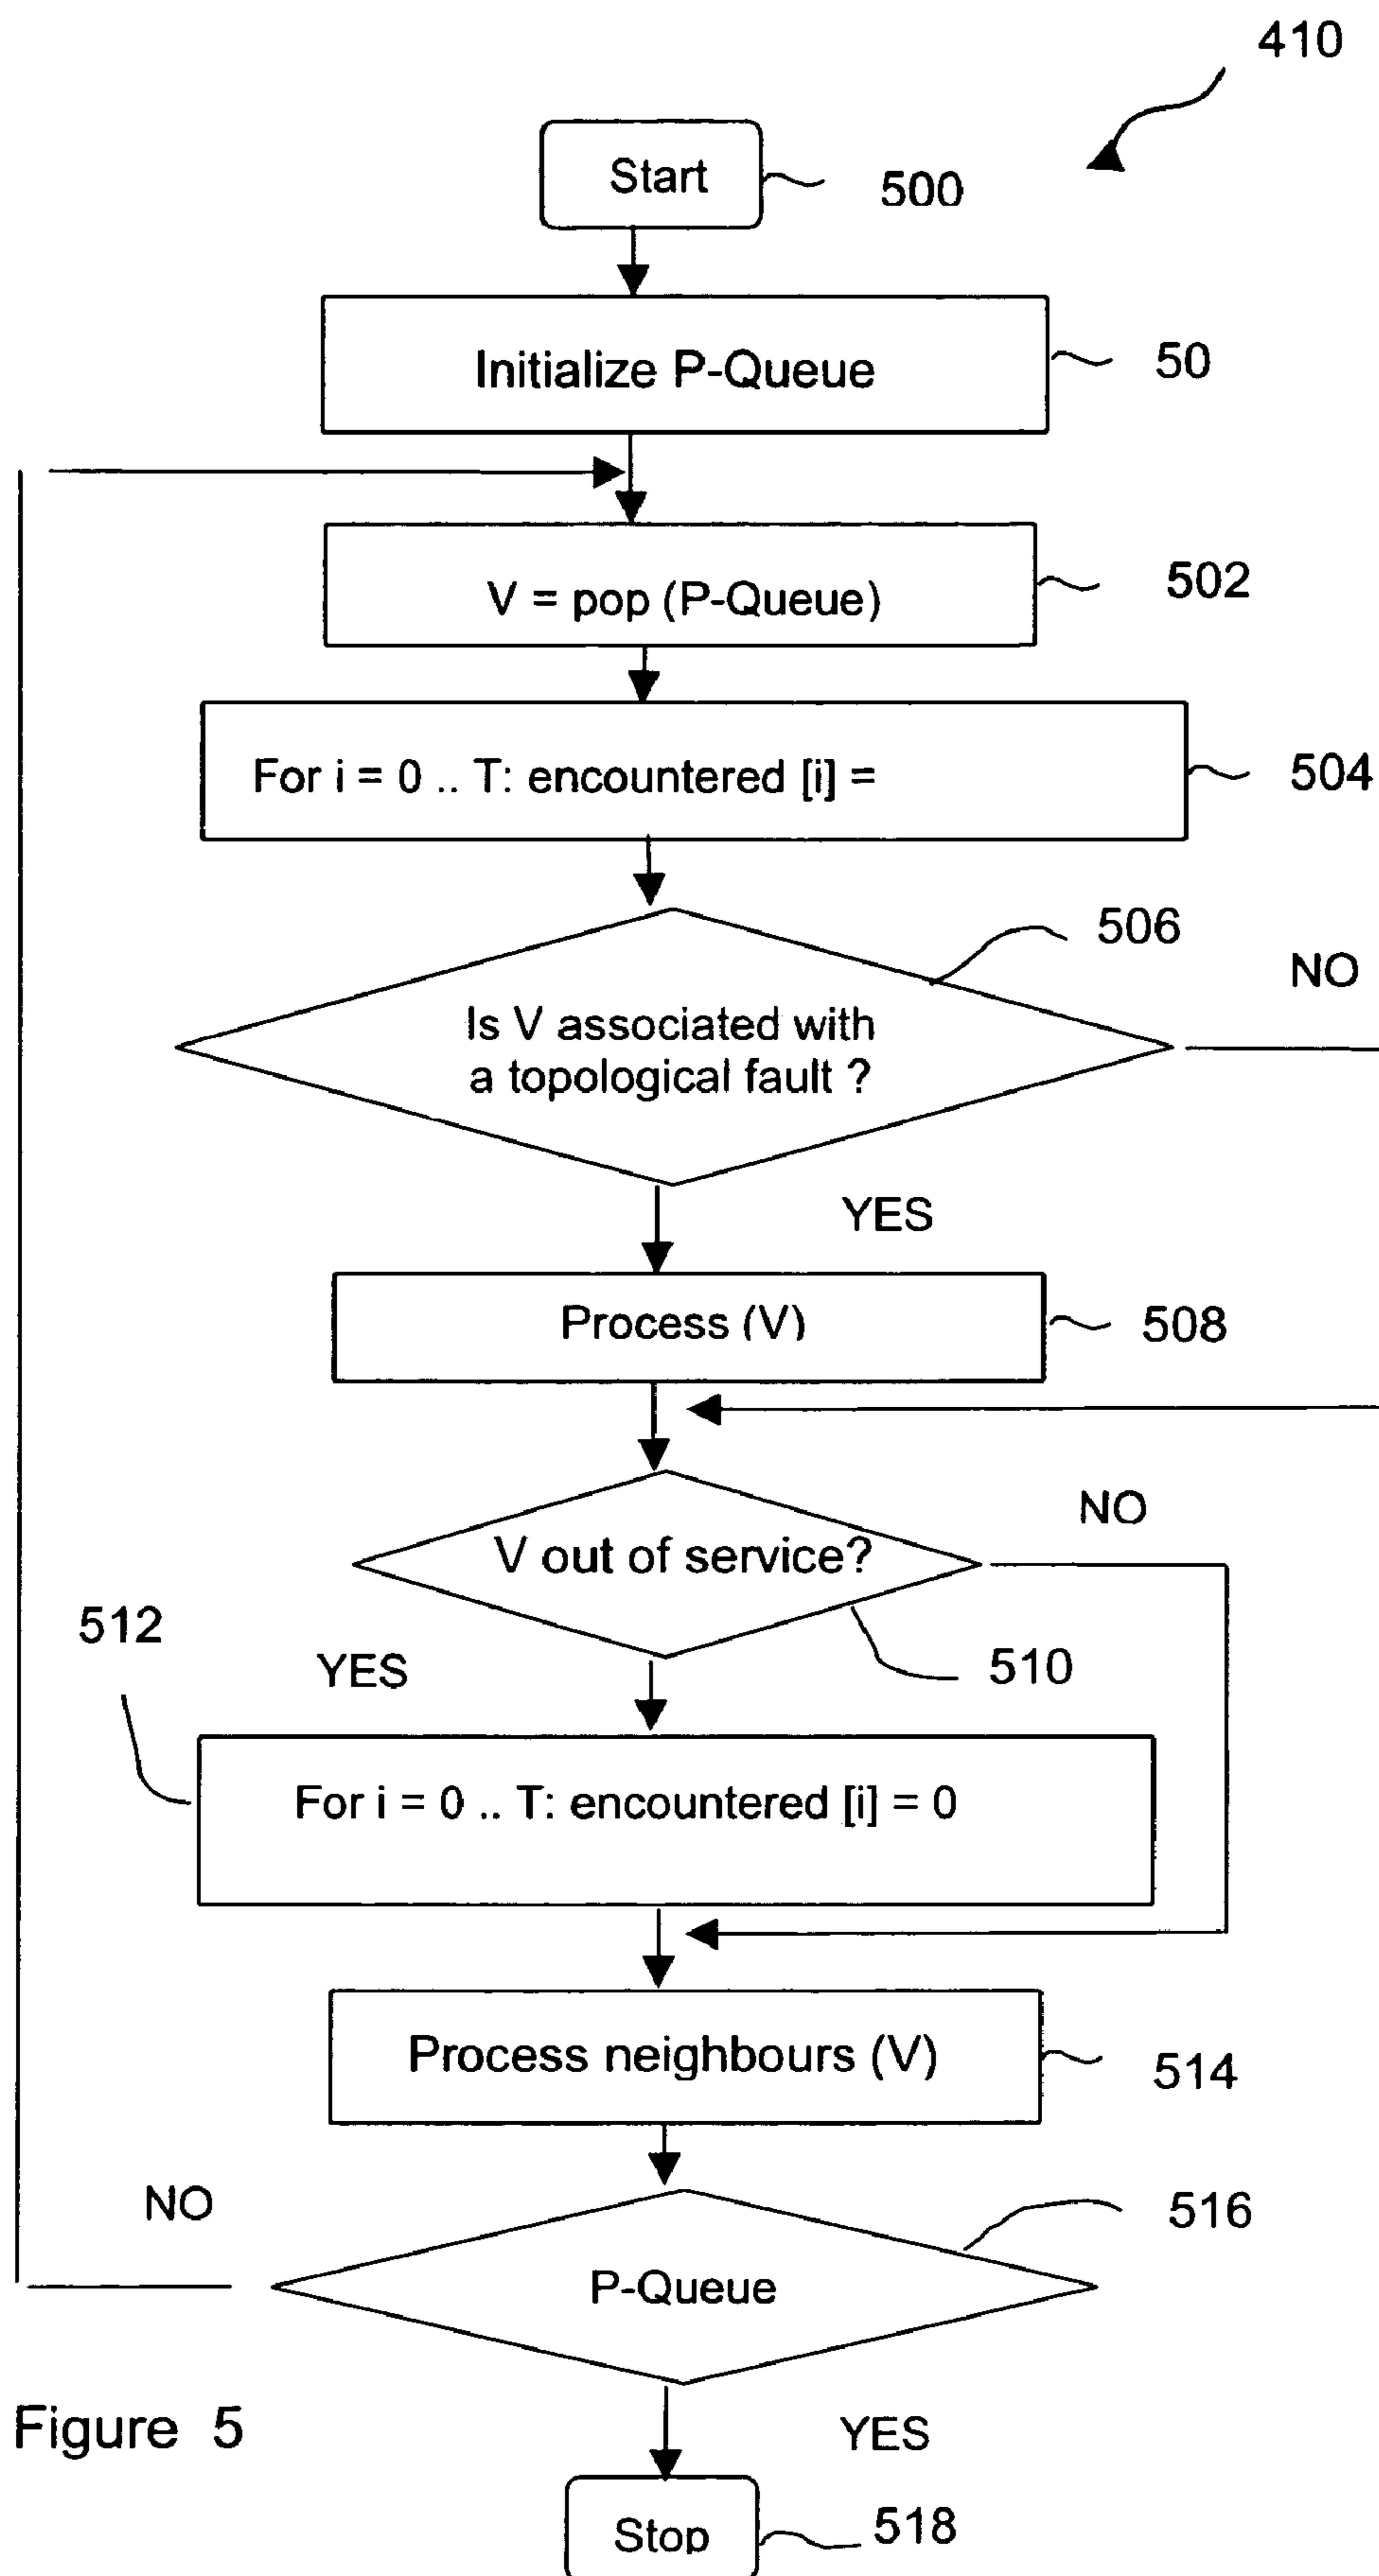 410
Start
500
Initialize P-Queue
50
V = pop (P-Queue)
502
For i = 0 .. T: encountered [i] =
504
506
NO
Is V associated with
a topological fault ?
YES
Process (V)
508
NO
V out of service?
512
510
YES
For i = 0 .. T: encountered [i] = 0
Process neighbours (V)
514
NO
516
P-Queue
Figure 5
YES
Stop
518